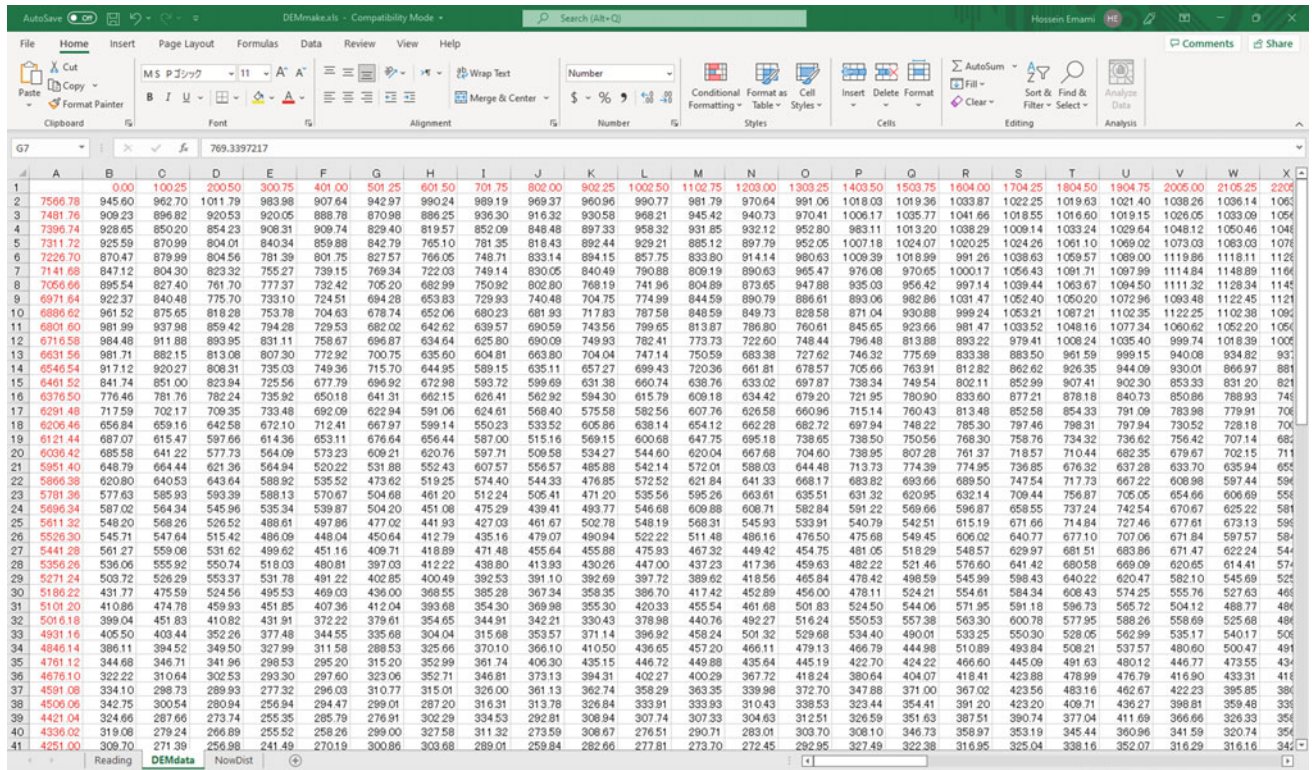 AutoSave Off DEMmake.xls - Compatibility Mode Search (Alt+Q) Hossein Emami HE
File Home Insert Page Layout Formulas Data Review View Help Comments Share
Cut Copy Format Painter Paste
MS Pゴシック 11 Wrap Text Number
B I U Merge & Center $ % 9
Conditional Formatting Format as Table Cell Styles Insert Delete Format
AutoSum Fill Clear Sort & Filter Find & Select Analyze Data
Clipboard Font Alignment Number Styles Cells Editing Analysis
G7 fx 769.3397217
A B C D E F G H I J K L M N O P Q R S T U V W X
1 0.00 100.25 200.50 300.75 401.00 501.25 601.50 701.75 802.00 902.25 1002.50 1102.75 1203.00 1303.25 1403.50 1503.75 1604.00 1704.25 1804.50 1904.75 2005.00 2105.25
2 7566.78 945.60 962.70 1011.79 983.98 907.64 942.97 990.24 989.19 969.37 960.96 990.77 981.79 970.64 991.06 1018.03 1019.36 1033.87 1022.25 1019.63 1021.40 1038.26 1036.14
3 7481.76 909.23 896.82 920.53 920.05 888.78 870.98 886.25 936.30 916.32 930.58 968.21 945.42 940.73 970.41 1006.17 1035.77 1041.66 1018.55 1016.60 1019.15 1026.05 1033.09
4 7396.74 928.65 850.20 854.23 908.31 909.74 829.40 819.57 852.09 848.48 897.33 958.32 931.85 932.12 952.80 983.11 1013.20 1038.29 1009.14 1033.24 1029.64 1048.12 1050.46
5 7311.72 925.59 870.99 804.01 840.34 859.88 842.79 765.10 781.35 818.43 892.44 929.21 885.12 897.79 952.05 1007.18 1024.07 1020.25 1024.26 1061.10 1069.02 1073.03 1083.03
6 7226.70 870.47 879.99 804.56 781.39 801.75 827.57 766.05 748.71 833.14 894.15 857.75 833.80 914.14 980.63 1009.39 1018.99 991.26 1038.63 1059.57 1089.00 1119.86 1118.11
7 7141.68 847.12 804.30 823.32 755.27 739.15 769.34 722.03 749.14 830.05 840.49 790.88 809.19 890.63 965.47 976.08 970.65 1000.17 1056.43 1091.71 1097.99 1114.84 1148.89
8 7056.66 895.54 827.40 761.70 777.37 732.42 705.20 682.99 750.92 802.80 768.19 741.96 804.89 873.65 947.88 935.03 956.42 997.14 1039.44 1063.67 1094.50 1111.32 1128.34
9 6971.64 922.37 840.48 775.70 733.10 724.51 694.28 653.83 729.93 740.48 704.75 774.99 844.59 890.79 886.61 893.06 982.86 1031.47 1052.40 1050.20 1072.96 1093.48 1122.45
10 6886.62 961.52 875.65 818.28 753.78 704.63 678.74 652.06 680.23 681.93 717.83 787.58 848.59 849.73 828.58 871.04 930.88 999.24 1053.21 1087.21 1102.35 1122.25 1102.38
11 6801.60 981.99 937.98 859.42 794.28 729.53 682.02 642.62 639.57 690.59 743.56 799.65 813.87 786.80 760.61 845.65 923.66 981.47 1033.52 1048.16 1077.34 1060.62 1052.20
12 6716.58 984.48 911.88 893.95 831.11 758.67 696.87 634.64 625.80 690.09 749.93 782.41 773.73 722.60 748.44 796.48 813.88 893.22 979.41 1008.24 1035.40 999.74 1018.39
13 6631.56 981.71 882.15 813.08 807.30 772.92 700.75 635.60 604.81 663.80 704.04 747.14 750.59 683.38 727.62 746.32 775.69 833.38 883.50 961.59 999.15 940.08 934.82
14 6546.54 917.12 920.27 808.31 735.03 749.36 715.70 644.95 589.15 635.11 657.27 699.43 720.36 661.81 678.57 705.66 763.91 812.82 862.62 926.35 944.09 930.01 866.97
15 6461.52 841.74 851.00 823.94 725.56 677.79 696.92 672.98 593.72 599.69 631.38 660.74 638.76 633.02 697.87 738.34 749.54 802.11 852.99 907.41 902.30 853.33 831.20
16 6376.50 776.46 781.76 782.24 735.92 650.18 641.31 662.15 626.41 562.92 594.30 615.79 609.18 634.42 679.20 721.95 780.90 833.60 877.21 878.18 840.73 850.86 788.93
17 6291.48 717.59 702.17 709.35 733.48 692.09 622.94 591.06 624.61 568.40 575.58 582.56 607.76 626.58 660.96 715.14 760.43 813.48 852.58 854.33 791.09 783.98 779.91
18 6206.46 656.84 659.16 642.58 672.10 712.41 667.97 599.14 550.23 533.52 605.86 638.14 654.12 662.28 682.72 697.94 748.22 785.30 797.46 798.31 797.94 730.52 728.18
19 6121.44 687.07 615.47 597.66 614.36 653.11 676.64 656.44 587.00 515.16 569.15 600.68 647.75 695.18 738.65 738.50 750.56 768.30 758.76 734.32 736.62 756.42 707.14
20 6036.42 685.58 641.22 577.73 564.09 573.23 609.21 620.76 597.71 509.58 534.27 544.60 620.04 667.68 704.60 738.95 807.28 761.37 718.57 710.44 682.35 679.67 702.15
21 5951.40 648.79 664.44 621.36 564.94 520.22 531.88 552.43 607.57 556.57 485.88 542.14 572.01 588.03 644.48 713.73 774.39 774.95 736.85 676.32 637.28 633.70 635.94
22 5866.38 620.80 640.53 643.64 588.92 535.52 473.62 519.25 574.40 544.33 476.85 572.52 621.84 641.33 668.17 683.82 693.66 689.50 747.54 717.73 667.22 608.98 597.44
23 5781.36 577.63 585.93 593.39 588.13 570.67 504.68 461.20 512.24 505.41 471.20 535.56 595.26 663.61 635.51 631.32 620.95 632.14 709.44 756.87 705.05 654.66 606.69
24 5696.34 587.02 564.34 545.96 535.34 539.87 504.20 451.08 475.29 439.41 493.77 546.68 609.88 608.71 582.84 591.22 569.66 596.87 658.55 737.24 742.54 670.67 625.22
25 5611.32 548.20 568.26 526.52 488.61 497.86 477.02 441.93 427.03 461.67 502.78 548.19 568.31 545.93 533.91 540.79 542.51 615.19 671.66 714.84 727.46 677.61 673.13
26 5526.30 545.71 547.64 515.42 486.09 448.04 450.64 412.79 435.16 479.07 490.94 522.22 511.48 486.16 476.50 475.68 549.45 606.02 640.77 677.10 707.06 671.84 597.57
27 5441.28 561.27 559.08 531.62 499.62 451.16 409.71 418.89 471.48 455.64 455.88 475.93 467.32 449.42 454.75 481.05 518.29 548.57 629.97 681.51 683.86 671.47 622.24
28 5356.26 536.06 555.92 550.74 518.03 480.81 397.03 412.22 438.80 413.93 430.26 447.00 437.23 417.36 459.63 482.22 521.46 576.60 641.42 680.58 669.09 620.65 614.41
29 5271.24 503.72 526.29 553.37 531.78 491.22 402.85 400.49 392.53 391.10 392.69 397.72 389.62 418.56 465.84 478.42 498.59 545.99 598.43 640.22 620.47 582.10 545.69
30 5186.22 431.77 475.59 524.56 495.53 469.03 436.00 368.55 385.28 367.34 358.35 386.70 417.42 452.89 456.00 478.11 524.21 554.61 584.34 608.43 574.25 555.76 527.63
31 5101.20 410.86 474.78 459.93 451.85 407.36 412.04 393.68 354.30 369.98 355.30 420.33 455.54 461.68 501.83 524.50 544.06 571.95 591.18 596.73 565.72 504.12 488.77
32 5016.18 399.04 451.83 410.82 431.91 372.22 379.61 354.65 344.91 342.21 330.43 378.98 440.76 492.27 516.24 550.53 557.38 563.30 600.78 577.95 588.26 558.69 525.68
33 4931.16 405.50 403.44 352.26 377.48 344.55 335.68 304.04 315.68 353.57 371.14 396.92 458.24 501.32 529.68 534.40 490.01 533.25 550.30 528.05 562.99 535.17 540.17
34 4846.14 386.11 394.52 349.50 327.99 311.58 288.53 325.66 370.10 366.10 410.50 436.65 457.20 466.11 479.13 466.79 444.98 510.89 493.84 508.21 537.57 480.60 500.47
35 4761.12 344.68 346.71 341.96 298.53 295.20 315.20 352.99 361.74 406.30 435.15 446.72 449.88 435.64 445.19 422.70 424.22 466.60 445.09 491.63 480.12 446.77 473.55
36 4676.10 322.22 310.64 302.53 293.30 297.60 323.06 352.71 346.81 373.13 394.31 402.27 400.29 367.72 418.24 380.64 404.07 418.41 423.88 478.99 476.79 416.90 433.31
37 4591.08 334.10 298.73 289.93 277.32 296.03 310.77 315.01 326.00 361.13 362.74 358.29 363.35 339.98 372.70 347.88 371.00 367.02 423.56 483.16 462.67 422.23 395.85
38 4506.06 342.75 300.54 280.94 256.94 294.47 299.01 287.20 316.31 313.78 326.84 333.91 333.93 310.43 338.53 323.44 354.41 391.20 423.20 409.71 436.27 398.81 359.48
39 4421.04 324.66 287.66 273.74 255.35 285.79 276.91 302.29 334.53 292.81 308.94 307.74 307.33 304.63 312.51 326.59 351.63 387.51 390.74 377.04 411.69 366.66 326.33
40 4336.02 319.08 279.24 266.89 255.52 258.26 299.00 327.58 311.32 273.59 308.67 276.51 290.71 283.01 303.70 308.10 346.73 358.97 353.19 345.44 360.96 341.59 320.74
41 4251.00 309.70 271.39 256.98 241.49 270.19 300.86 303.68 289.01 259.84 282.66 277.81 273.70 272.45 292.95 327.49 322.38 316.95 325.04 338.16 352.07 316.29 316.16
Reading DEMdata NowDist